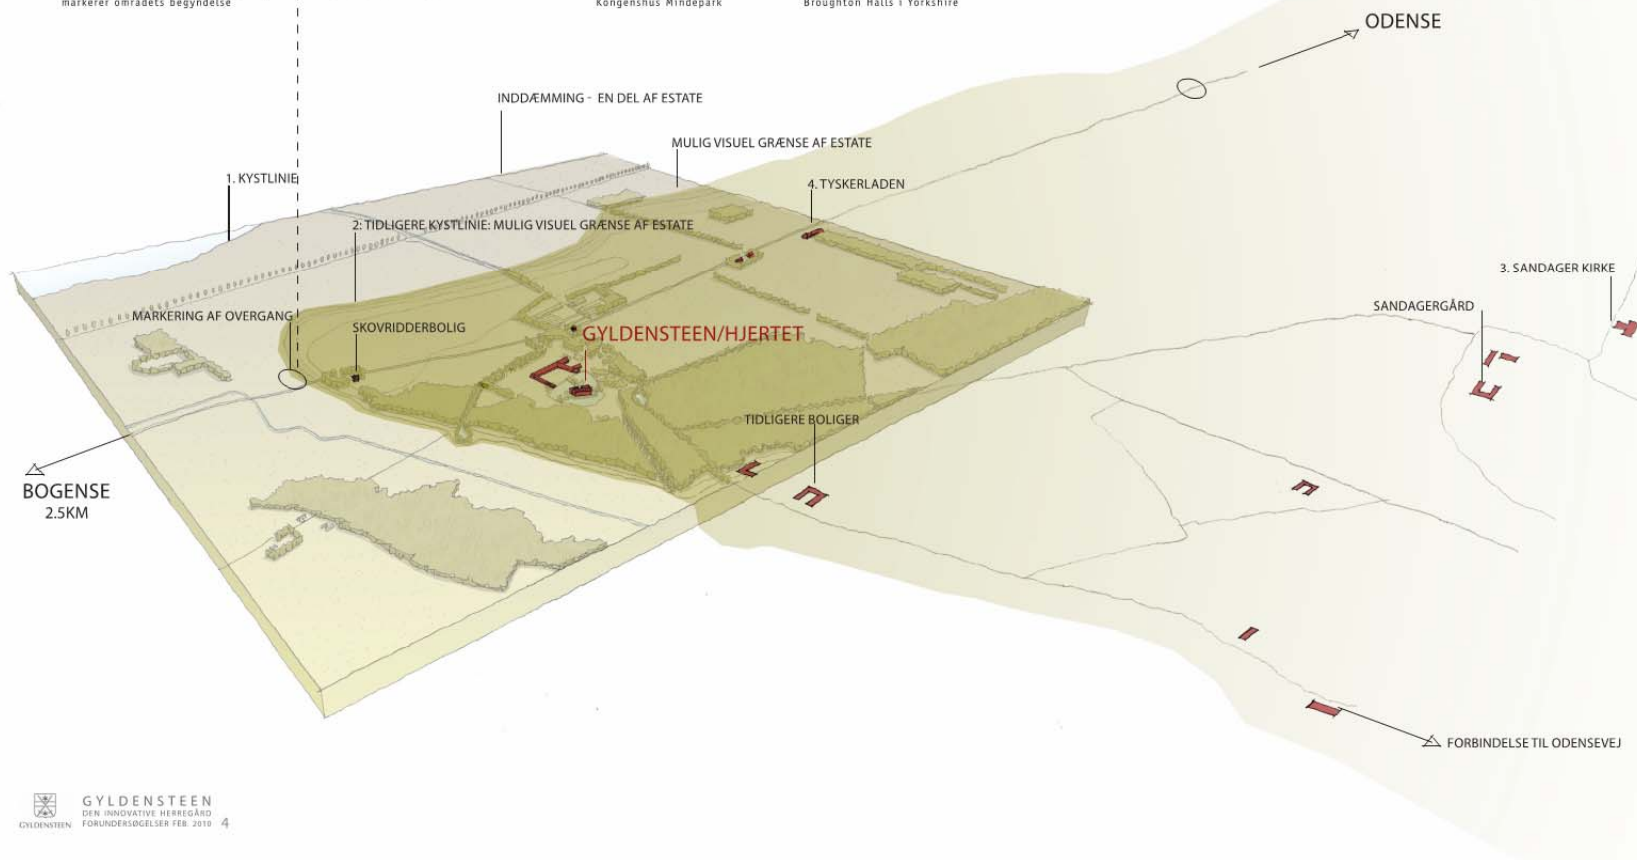 markerer områdets begyndelse
Kongenshus Mindepark
Broughton Halls i Yorkshire
ODENSE
INDDÆMMING - EN DEL AF ESTATE
MULIG VISUEL GRÆNSE AF ESTATE
1. KYSTLINIE
4. TYSKERLADEN
2: TIDLIGERE KYSTLINIE: MULIG VISUEL GRÆNSE AF ESTATE
3. SANDAGER KIRKE
SANDAGERGÅRD
MARKERING AF OVERGANG
SKOVRIDDERBOLIG
GYLDENSTEEN/HJERTET
TIDLIGERE BOLIGER
BOGENSE
2.5KM
FORBINDELSE TIL ODENSEVEJ
GYLDENSTEEN
GYLDENSTEEN
DEN INNOVATIVE HERREGÅRD
FORUNDERSØGELSER FEB. 2010 4